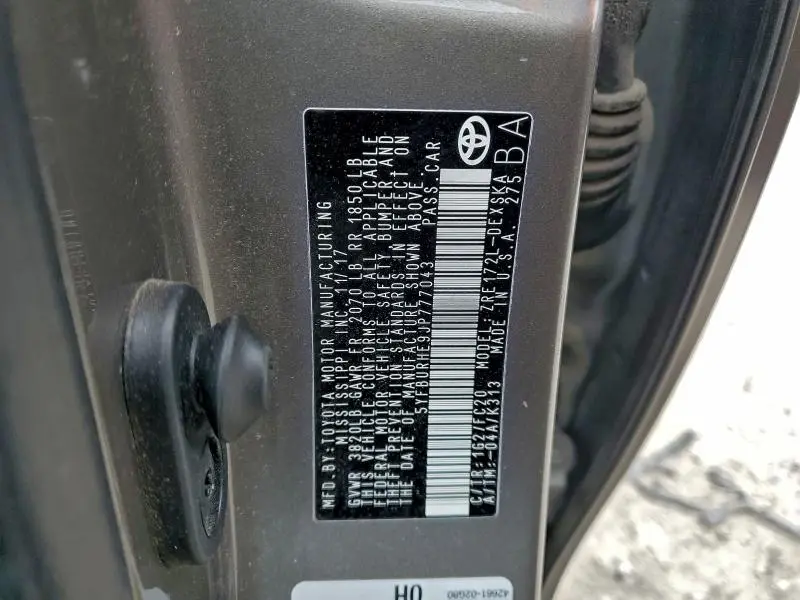 MFD. BY: TOYOTA MOTOR MANUFACTURING
MISSISSIPPI INC 11/17
GVWR 3820LB GAWR FR 2070 LB RR 1850 LB
THIS VEHICLE CONFORMS TO ALL APPLICABLE
FEDERAL MOTOR VEHICLE SAFETY, BUMPER, AND
THEFT PREVENTION STANDARDS IN EFFECT ON
THE DATE OF MANUFACTURE SHOWN ABOVE.
5YFBURHE9JP777043 PASS. CAR
C/TR: 1G2/FC20 MODEL: ZRE172L-DEXSKA
A/TM: -04A/K313 MADE IN U.S.A. 275
BA
42661-02G80
HO